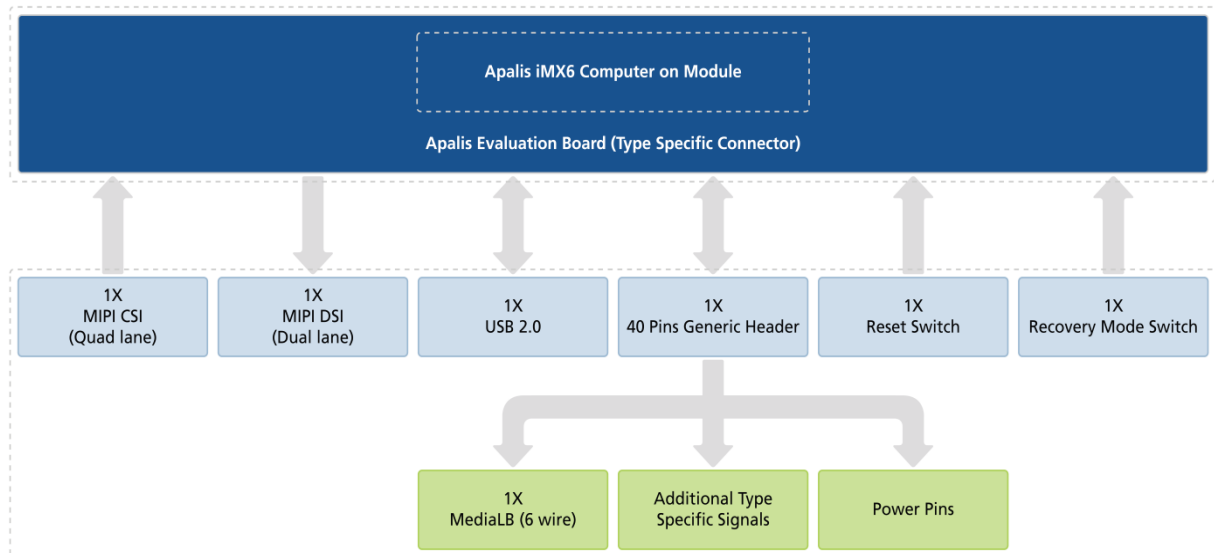 Apalis iMX6 Computer on Module
Apalis Evaluation Board (Type Specific Connector)
1X
MIPI CSI
(Quad lane)
1X
MIPI DSI
(Dual lane)
1X
USB 2.0
1X
40 Pins Generic Header
1X
Reset Switch
1X
Recovery Mode Switch
1X
MediaLB (6 wire)
Additional Type
Specific Signals
Power Pins